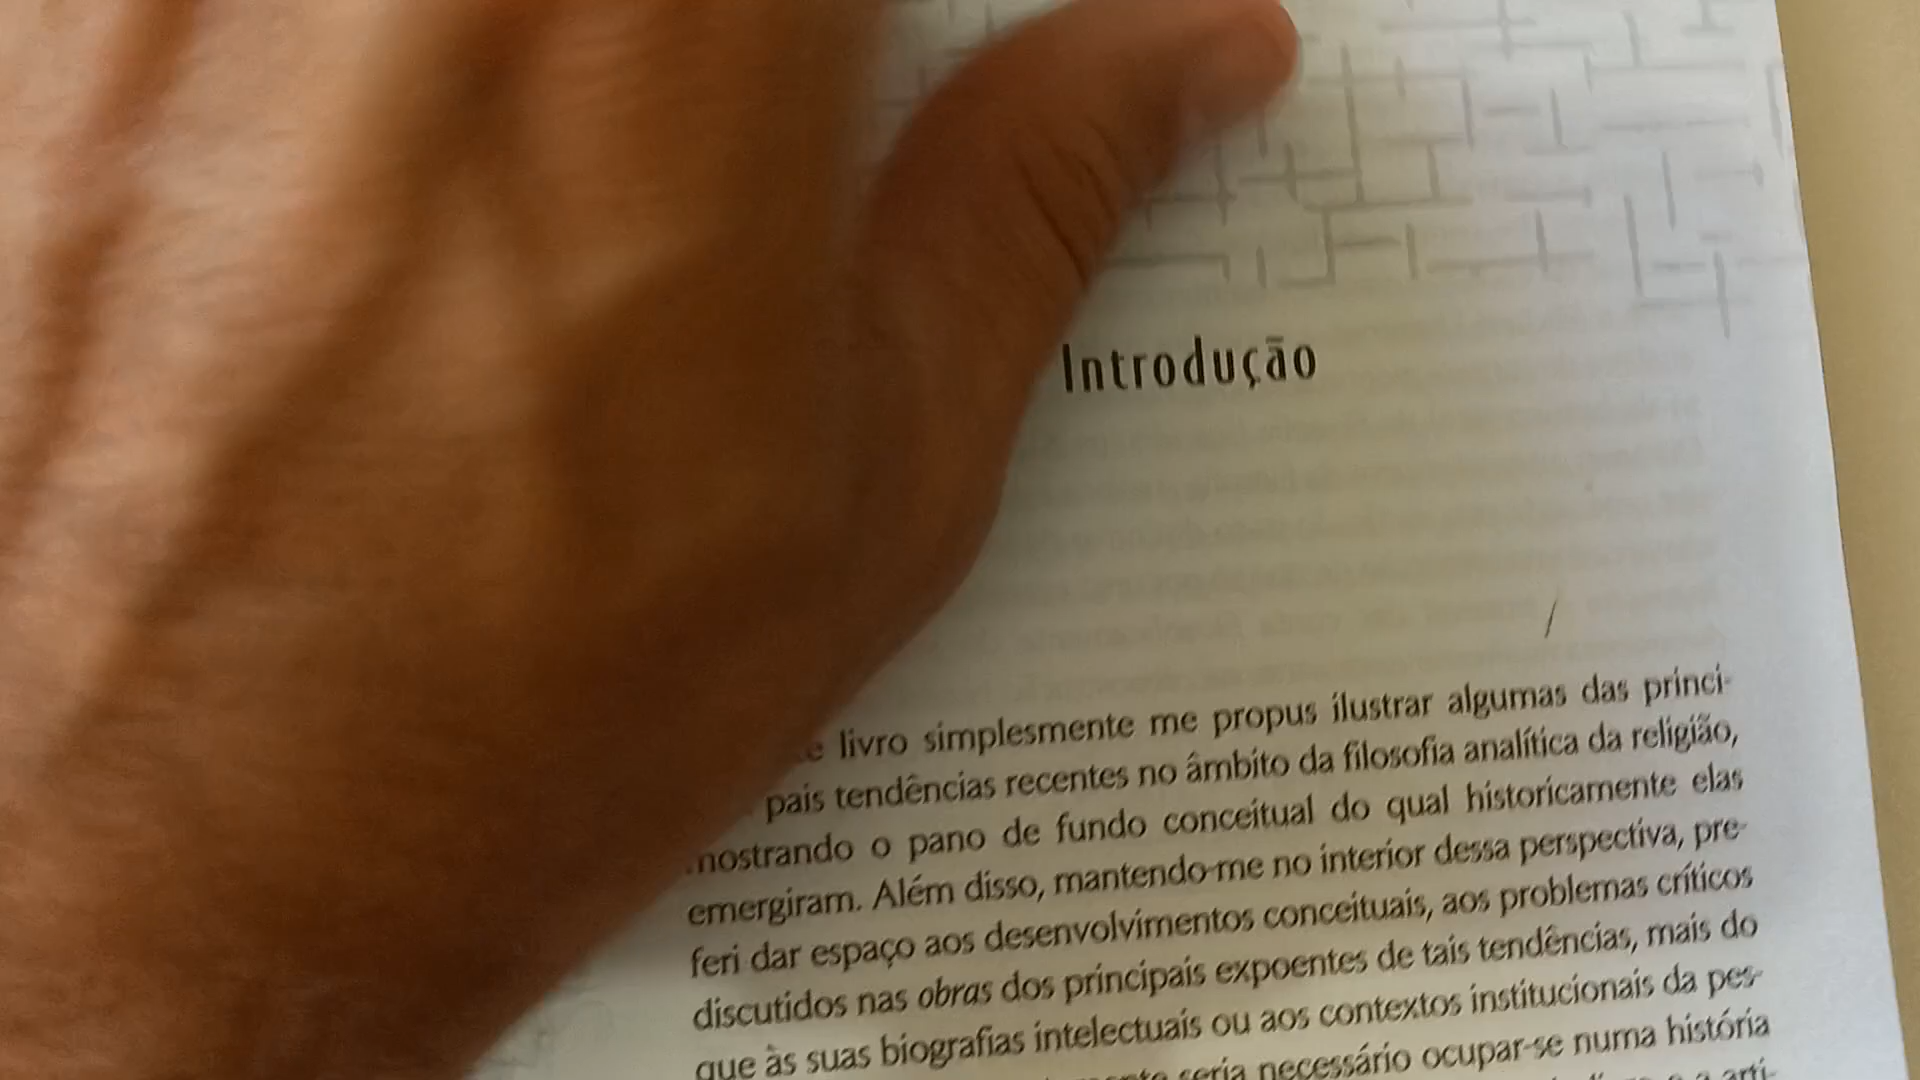 Introdução
livro simplesmente me propus ilustrar algumas das princi-
pais tendências recentes no âmbito da filosofia analítica da religião,
mostrando o pano de fundo conceitual do qual historicamente elas
emergiram. Além disso, mantendo-me no interior dessa perspectiva, pre-
feri dar espaço aos desenvolvimentos conceituais, aos problemas críticos
discutidos nas obras dos principais expoentes de tais tendências, mais do
que às suas biografias intelectuais ou aos contextos institucionais da pes-
seria necessário ocupar-se numa história